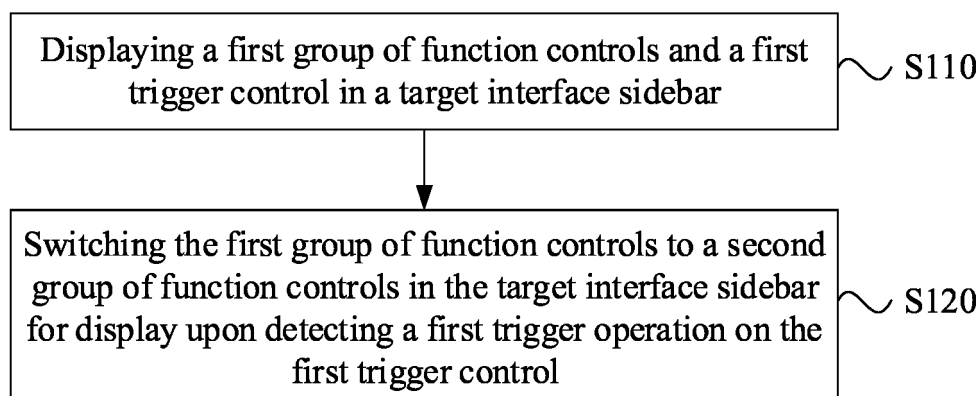 Displaying a first group of function controls and a first
trigger control in a target interface sidebar
S110
Switching the first group of function controls to a second
group of function controls in the target interface sidebar
for display upon detecting a first trigger operation on the
first trigger control
S120